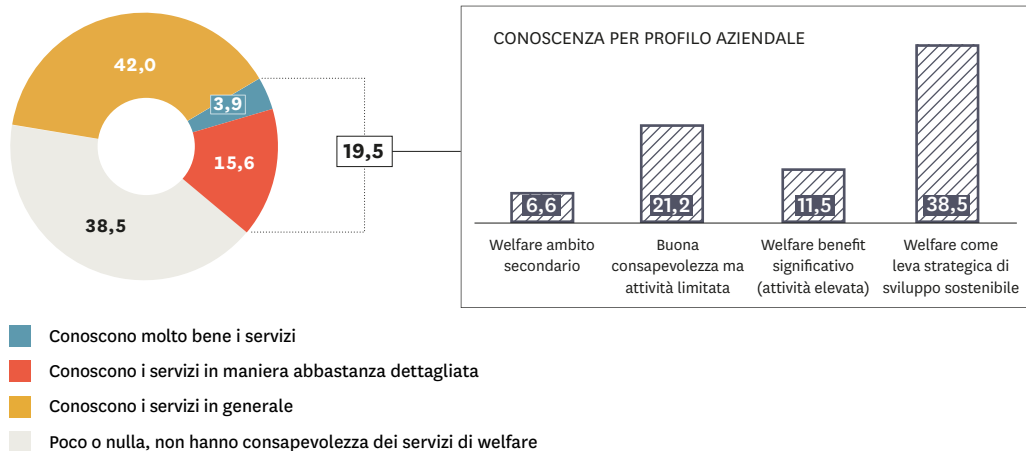 42,0
3,9
15,6
38,5
19,5
CONOSCENZA PER PROFILO AZIENDALE
6,6
21,2
11,5
38,5
Welfare ambito
secondario
Buona
consapevolezza ma
attività limitata
Welfare benefit
significativo
(attività elevata)
Welfare come
leva strategica di
sviluppo sostenibile
Conoscono molto bene i servizi
Conoscono i servizi in maniera abbastanza dettagliata
Conoscono i servizi in generale
Poco o nulla, non hanno consapevolezza dei servizi di welfare